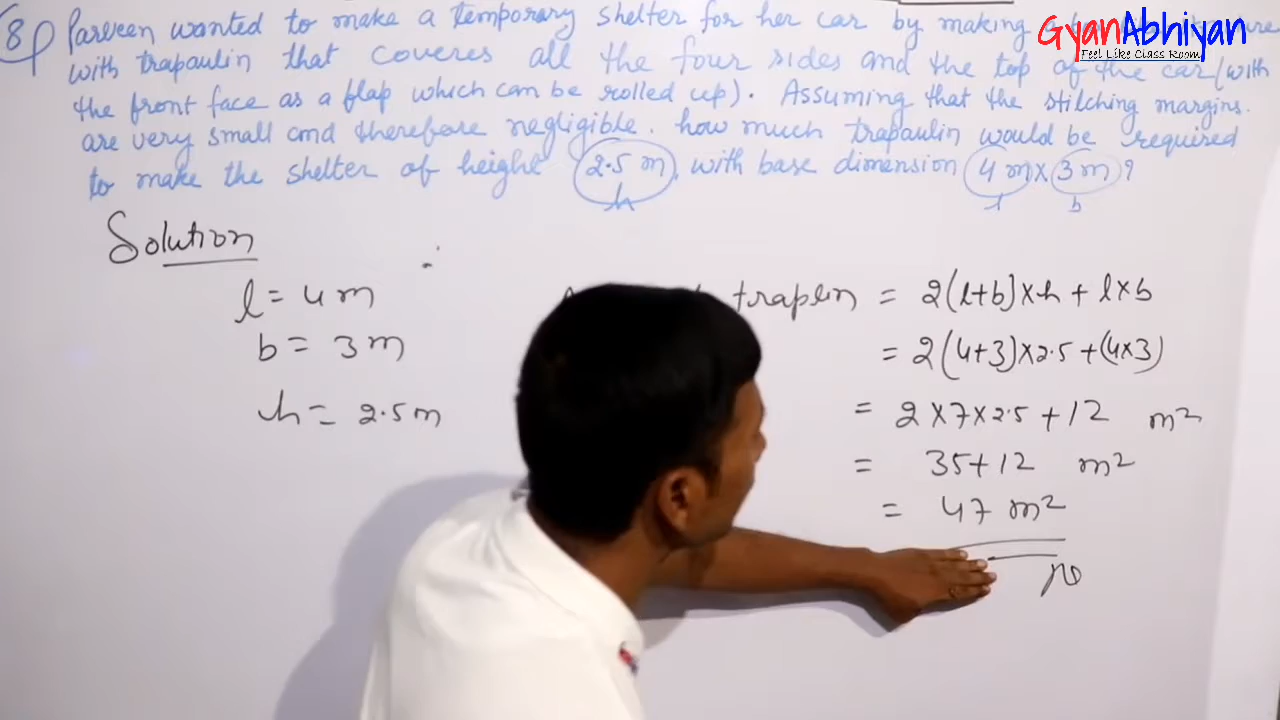 8) Parveen wanted to make a temporary shelter for her car by making a
GyanAbhiyan
Feel Like Class Room
with trapaulin that coveres all the four sides and the top of the car (with
the front face as a flap which can be rolled up). Assuming that the stilching margins.
are very small and therefore negligible. how much trapaulin would be required
to make the shelter of height 2.5 m, with base dimension 4 m x 3 m ?
h l b
Solution
l = 4 m
b = 3 m
h = 2.5 m
traplin = 2(l+b)×h + l×b
= 2(4+3)×2.5 +(4×3)
= 2×7×2.5 +12 m²
= 35+12 m²
= 47 m²